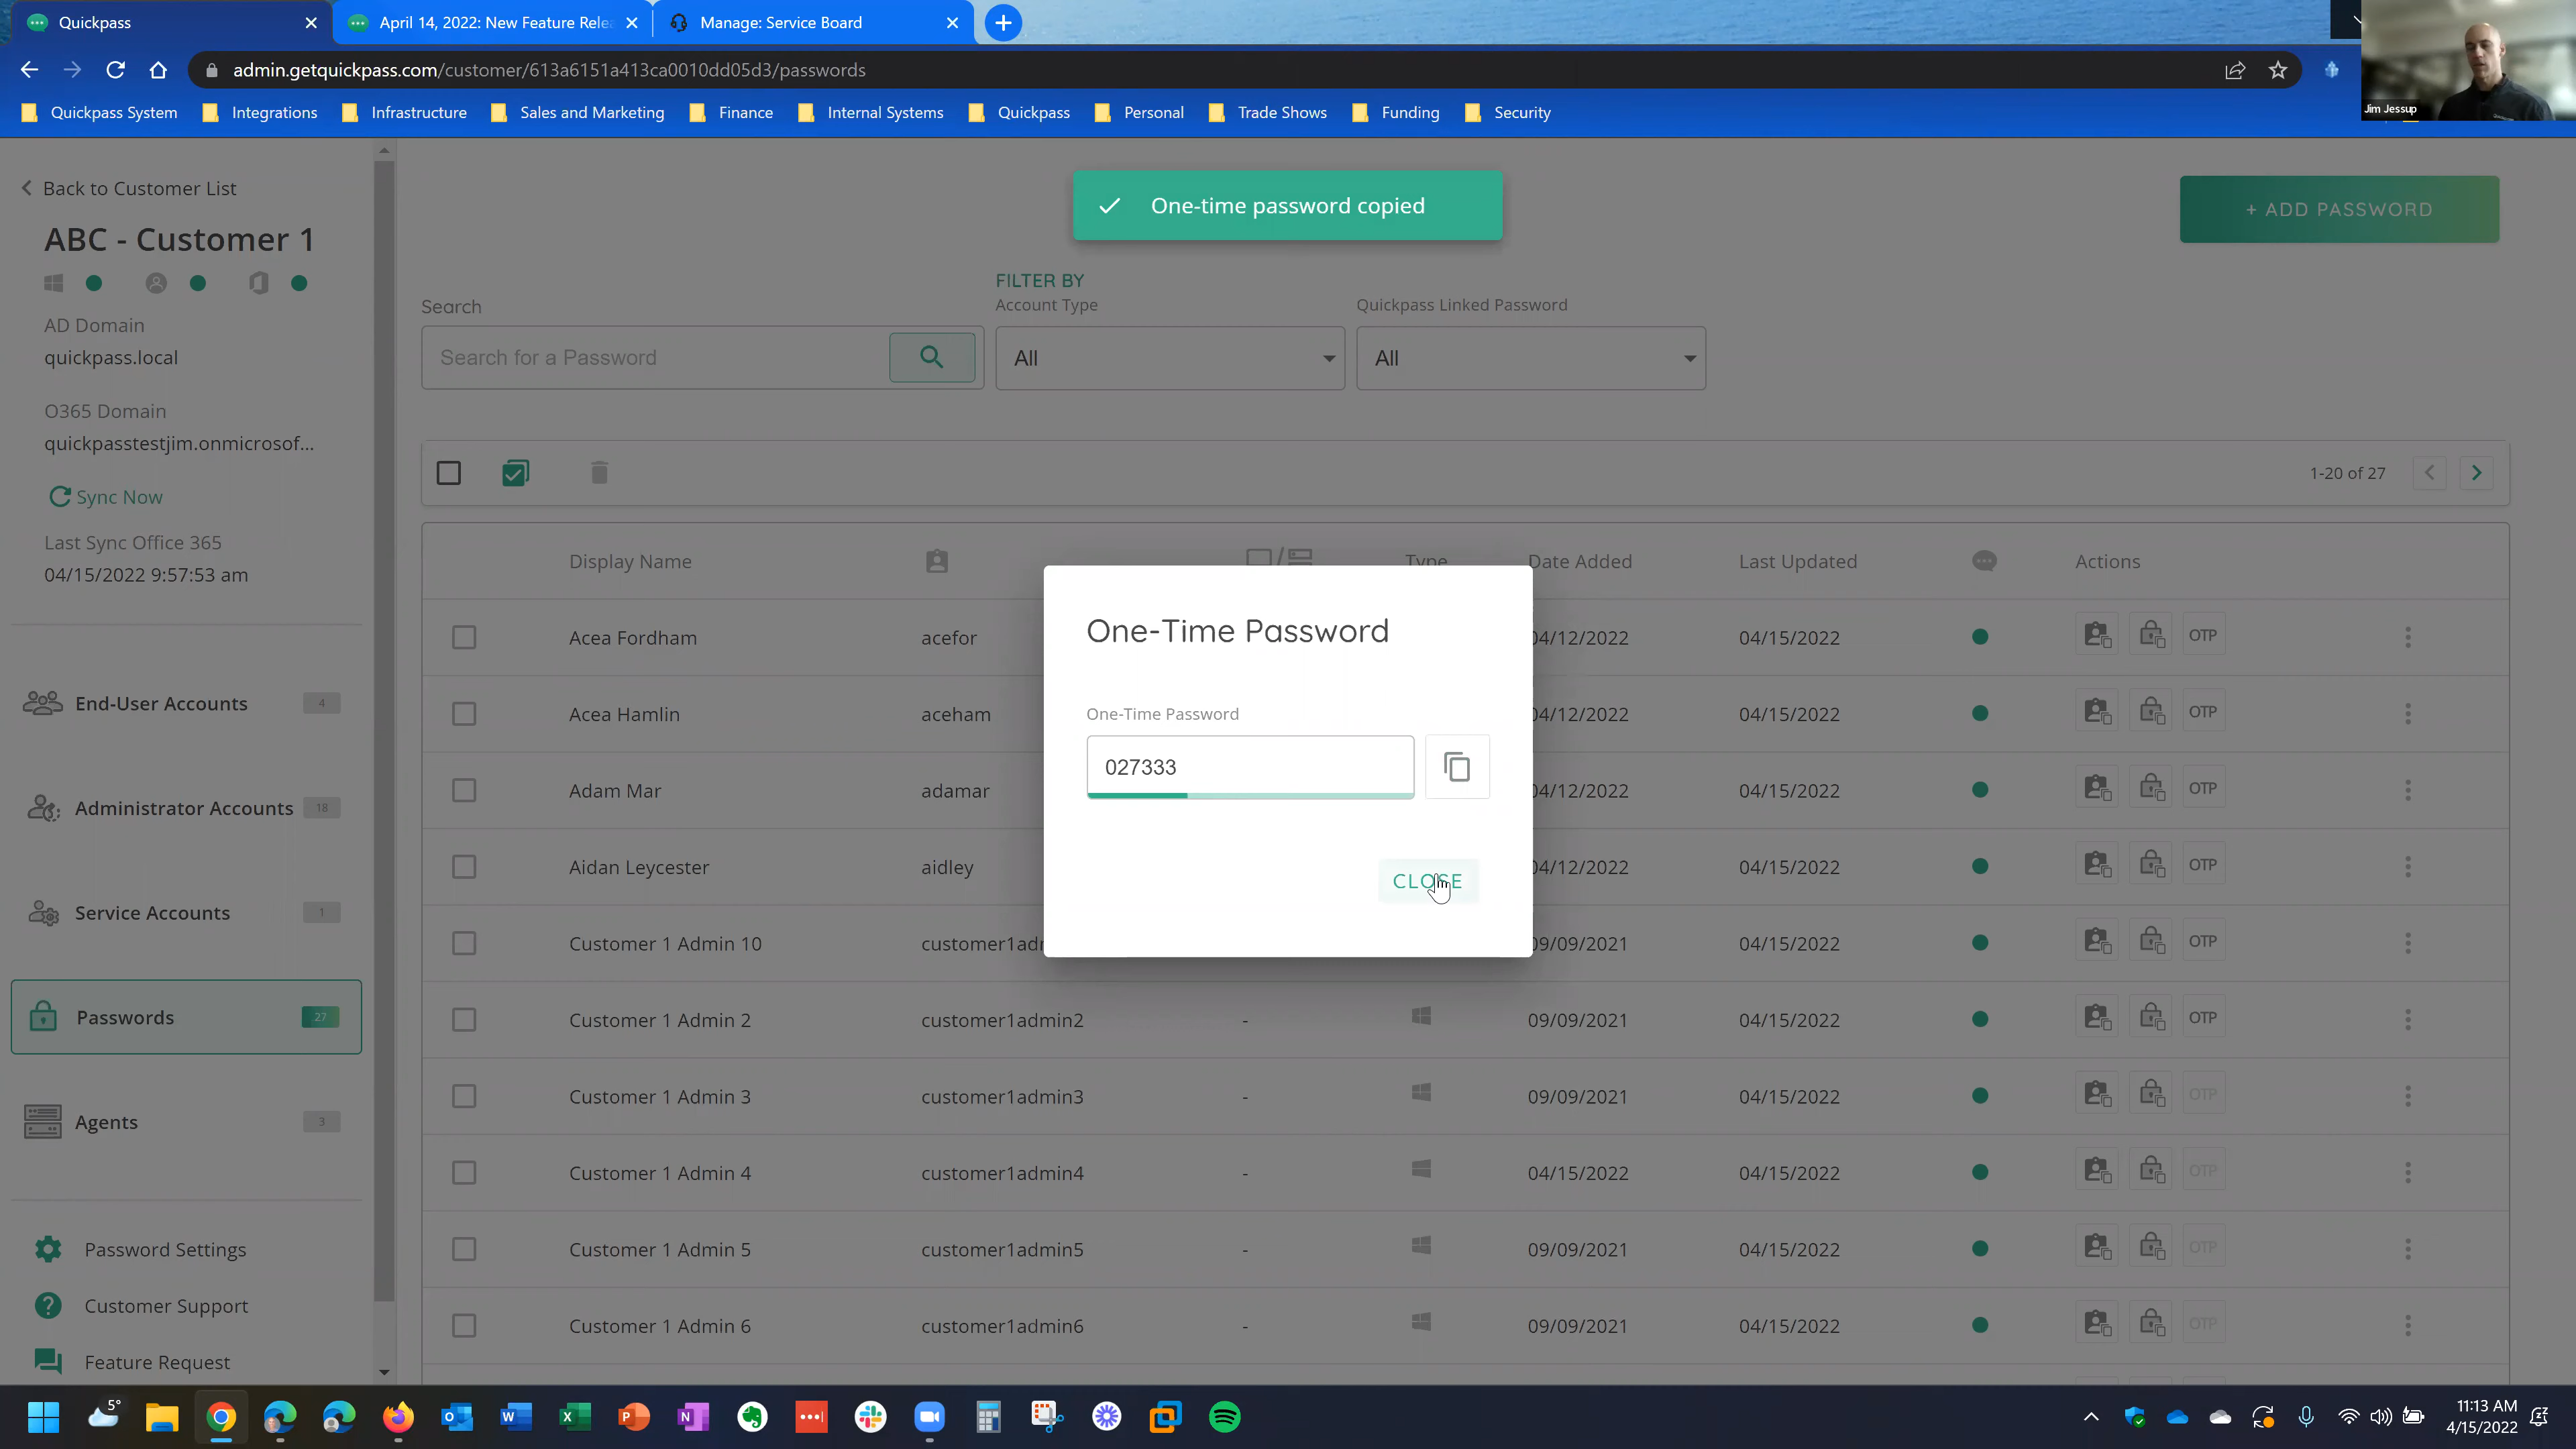 Quickpass
April 14, 2022: New Feature Rele
Manage: Service Board
admin.getquickpass.com/customer/613a6151a413ca0010dd05d3/passwords
Quickpass System
Integrations
Infrastructure
Sales and Marketing
Finance
Internal Systems
Quickpass
Personal
Trade Shows
Funding
Security
Jim Jessup
Back to Customer List
ABC - Customer 1
AD Domain
quickpass.local
O365 Domain
quickpasstestjim.onmicrosof...
Sync Now
Last Sync Office 365
04/15/2022 9:57:53 am
End-User Accounts 4
Administrator Accounts 18
Service Accounts 1
Passwords 27
Agents 3
Password Settings
Customer Support
Feature Request
One-time password copied
+ ADD PASSWORD
Search
Search for a Password
FILTER BY
Account Type
All
Quickpass Linked Password
All
1-20 of 27
Display Name / Type Date Added Last Updated Actions
Acea Fordham acefor 04/12/2022 04/15/2022 OTP
Acea Hamlin aceham 04/12/2022 04/15/2022 OTP
Adam Mar adamar 04/12/2022 04/15/2022 OTP
Aidan Leycester aidley 04/12/2022 04/15/2022 OTP
Customer 1 Admin 10 customer1adr 09/09/2021 04/15/2022 OTP
Customer 1 Admin 2 customer1admin2 - 09/09/2021 04/15/2022 OTP
Customer 1 Admin 3 customer1admin3 - 09/09/2021 04/15/2022 OTP
Customer 1 Admin 4 customer1admin4 - 04/15/2022 04/15/2022 OTP
Customer 1 Admin 5 customer1admin5 - 09/09/2021 04/15/2022 OTP
Customer 1 Admin 6 customer1admin6 - 09/09/2021 04/15/2022 OTP
One-Time Password
One-Time Password
027333
CLOSE
5°
11:13 AM
4/15/2022